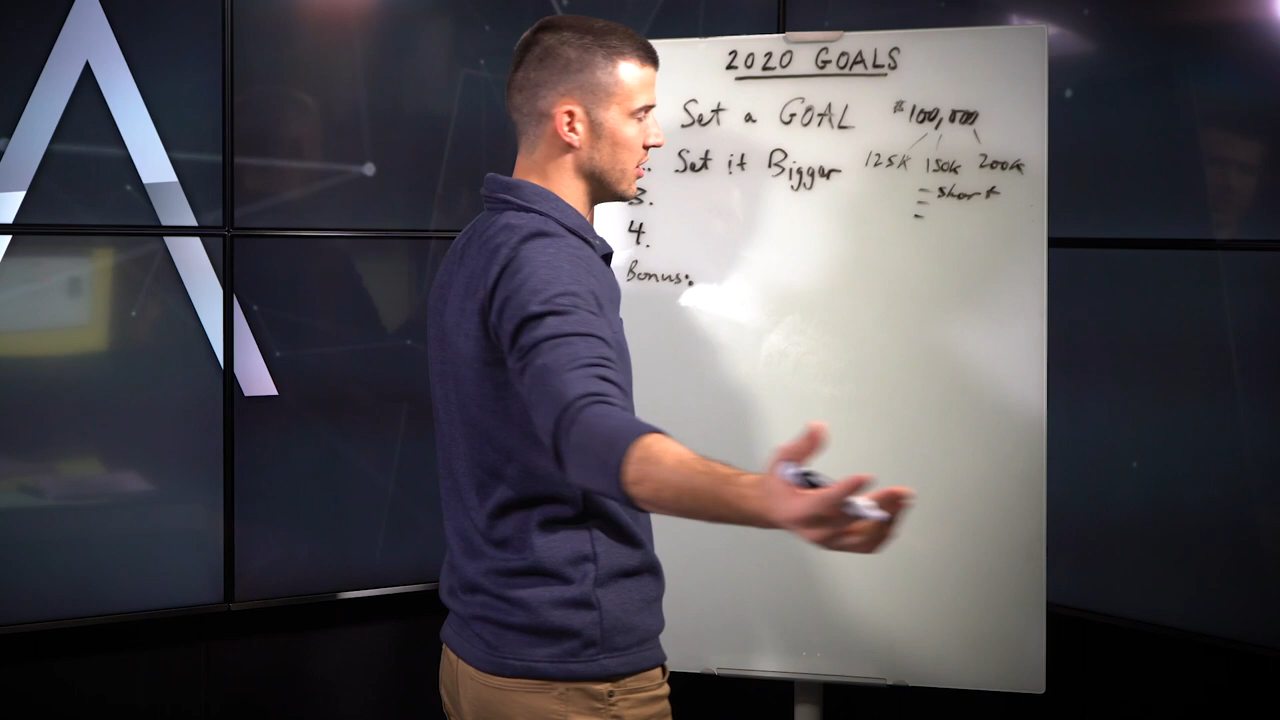 2020 GOALS
Set a GOAL $100,000
Set it Bigger 125K 150K 200K
3. short
4.
Bonus: